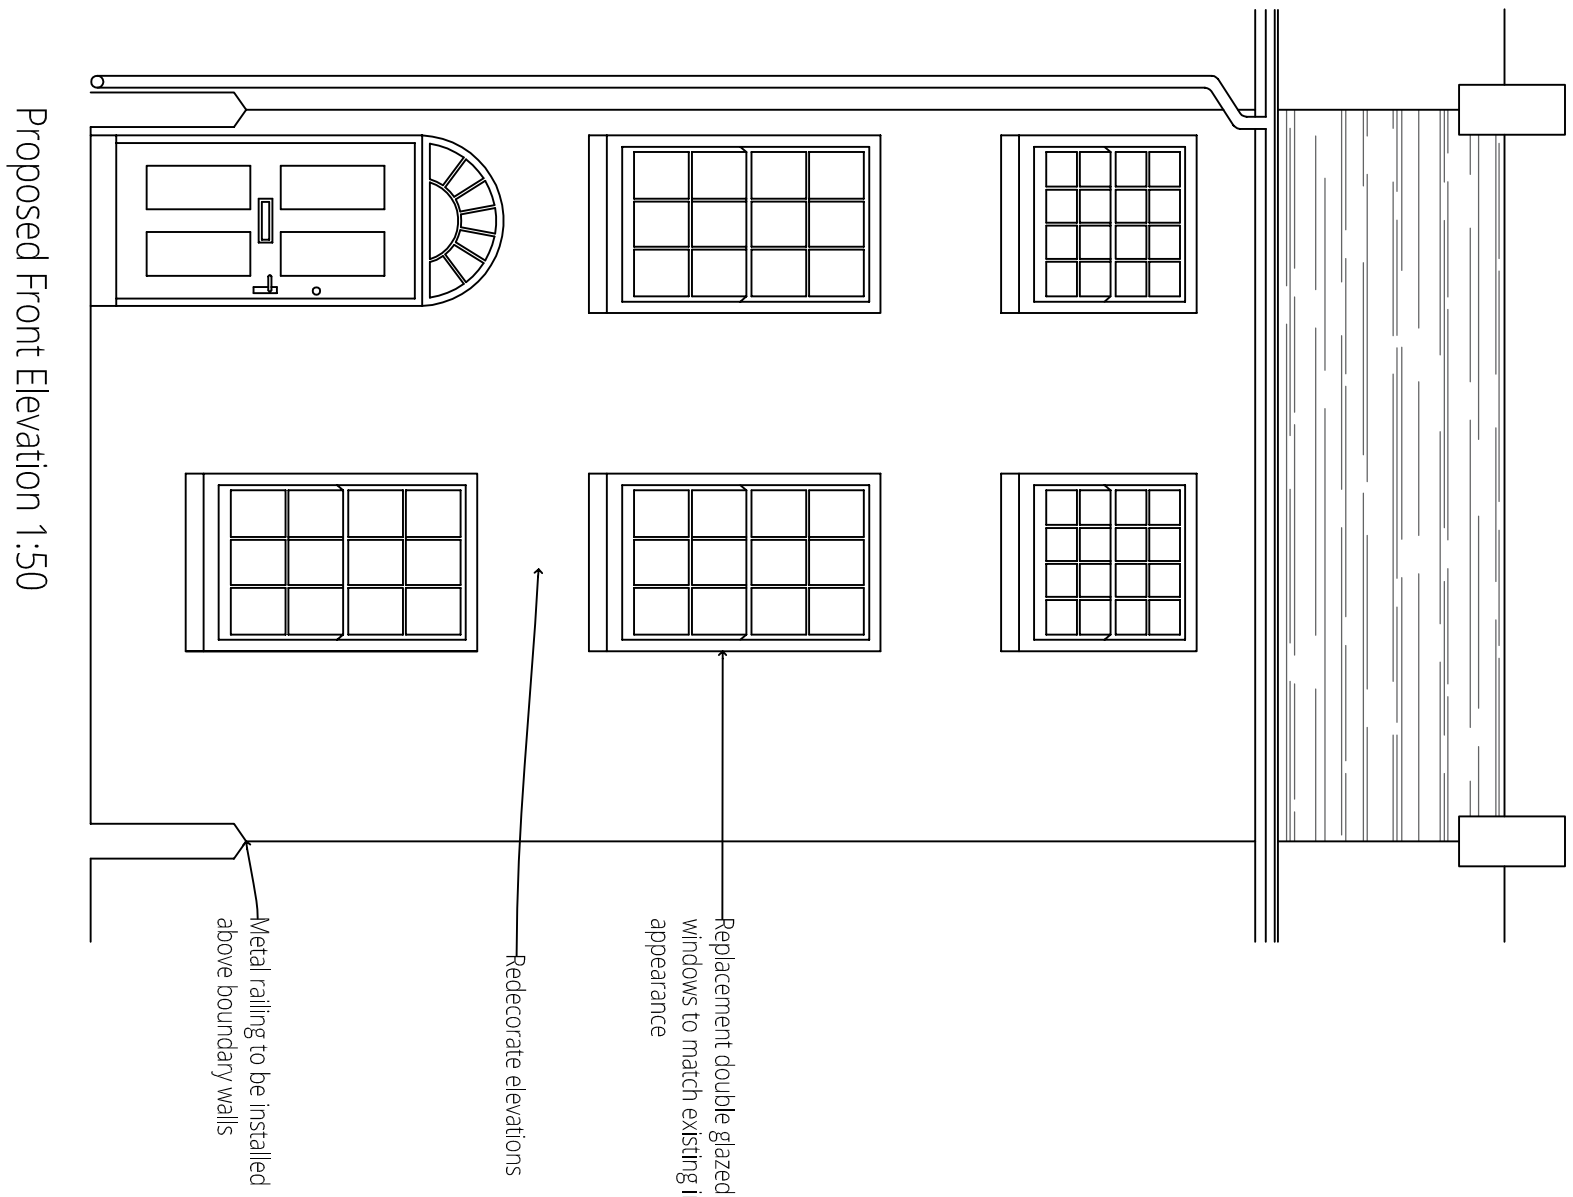 Replacement double glazed
windows to match existing i
appearance
Redecorate elevations
Metal railing to be installed
above boundary walls
Proposed Front Elevation 1:50